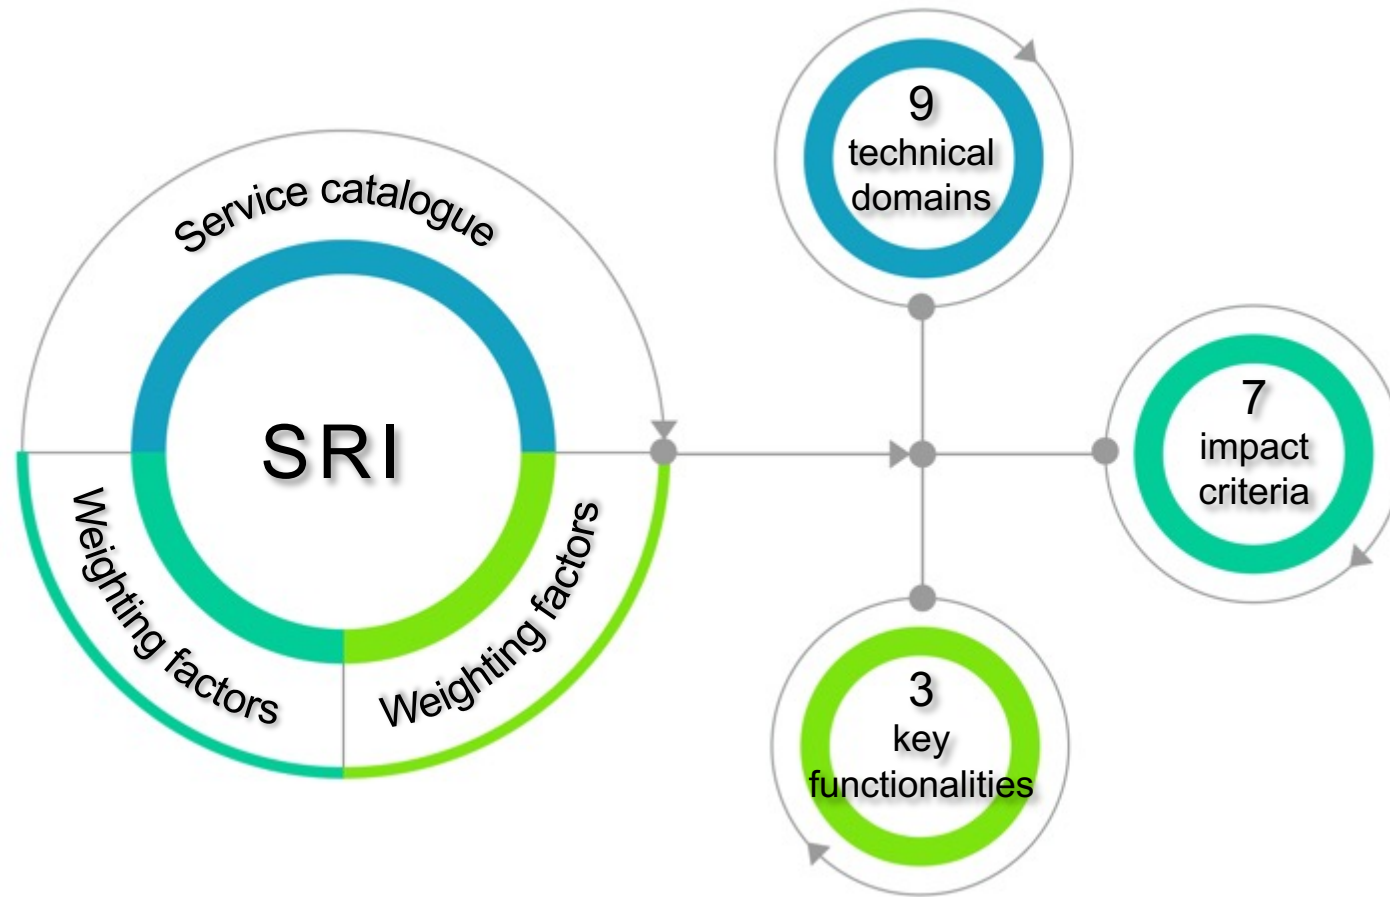 Service catalogue
SRI
Weighting factors
Weighting factors
9
technical
domains
7
impact
criteria
3
key
functionalities